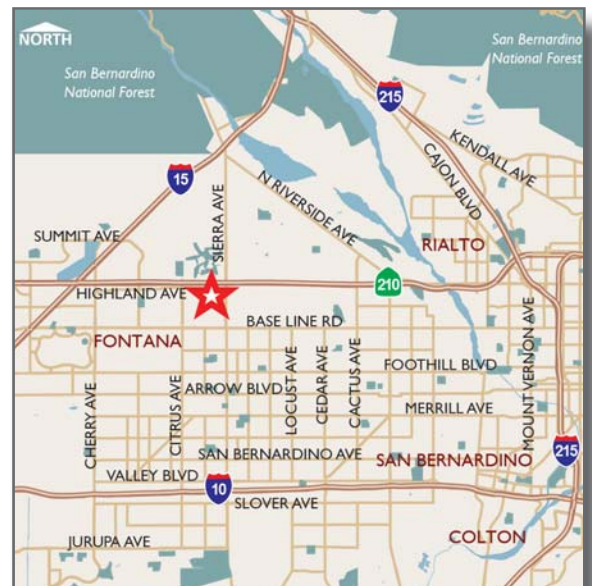 NORTH
San Bernardino
National Forest
San Bernardino
National Forest
215
KENDALL AVE
CAJON BLVD
15
SIERRA AVE
N RIVERSIDE AVE
SUMMIT AVE
RIALTO
HIGHLAND AVE
210
BASE LINE RD
FONTANA
MOUNT VERNON AVE
FOOTHILL BLVD
LOCUST AVE
CEDAR AVE
CACTUS AVE
ARROW BLVD
MERRILL AVE
CHERRY AVE
CITRUS AVE
SAN BERNARDINO AVE
SAN BERNARDINO
215
VALLEY BLVD
10
SLOVER AVE
COLTON
JURUPA AVE